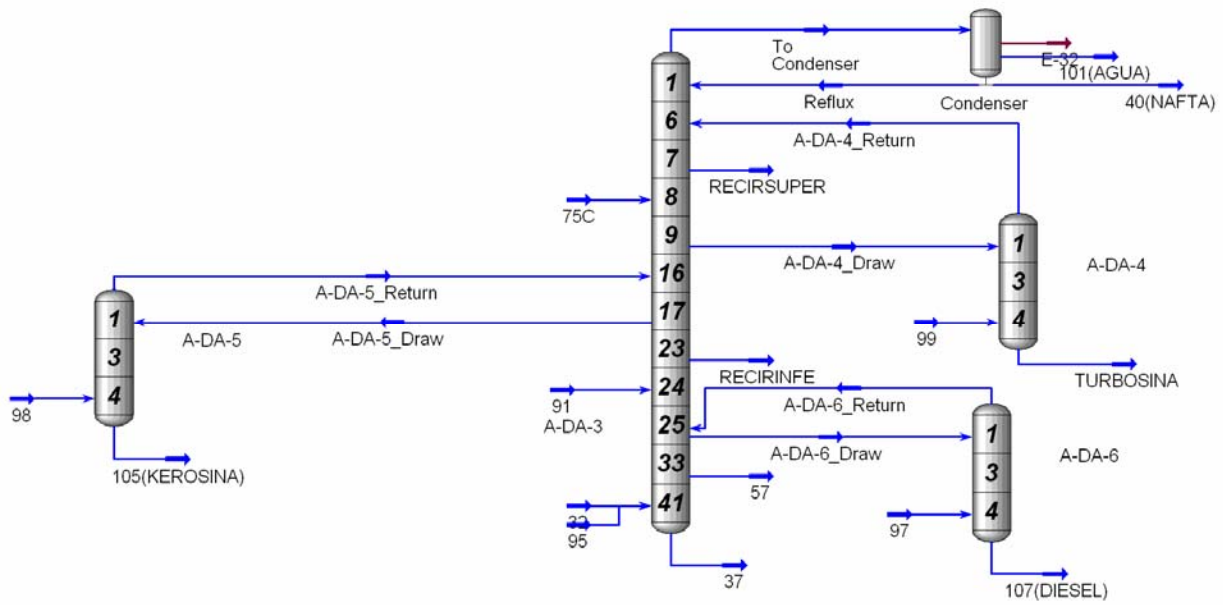 To
Condenser
E-32
101(AGUA)
Reflux
Condenser
40(NAFTA)
1
6
7
8
9
16
17
23
24
25
33
41
A-DA-4_Return
RECIRSUPER
75C
A-DA-4_Draw
1
3
4
A-DA-4
99
TURBOSINA
A-DA-5_Return
1
3
4
A-DA-5
A-DA-5_Draw
98
105(KEROSINA)
RECIRINFE
91
A-DA-3
A-DA-6_Return
A-DA-6_Draw
1
3
4
A-DA-6
57
32
95
97
37
107(DIESEL)